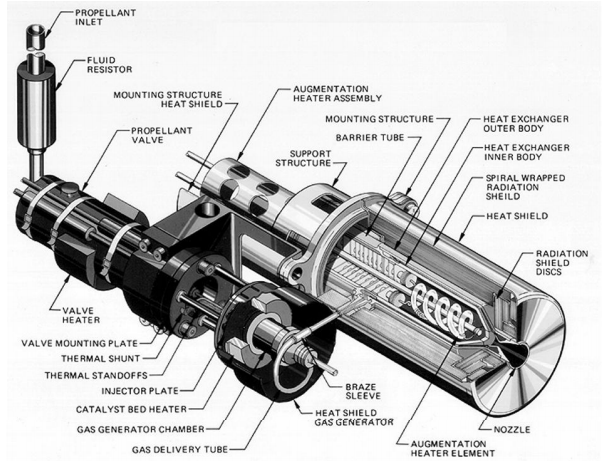 PROPELLANT
INLET
FLUID
RESISTOR
MOUNTING STRUCTURE
HEAT SHIELD
AUGMENTATION
HEATER ASSEMBLY
PROPELLANT
VALVE
MOUNTING STRUCTURE
BARRIER TUBE
SUPPORT
STRUCTURE
HEAT EXCHANGER
OUTER BODY
HEAT EXCHANGER
INNER BODY
SPIRAL WRAPPED
RADIATION
SHEILD
HEAT SHIELD
RADIATION
SHIELD
DISCS
VALVE
HEATER
VALVE MOUNTING PLATE
THERMAL SHUNT
THERMAL STANDOFFS
INJECTOR PLATE
CATALYST BED HEATER
GAS GENERATOR CHAMBER
GAS DELIVERY TUBE
BRAZE
SLEEVE
HEAT SHIELD
GAS GENERATOR
AUGMENTATION
HEATER ELEMENT
NOZZLE